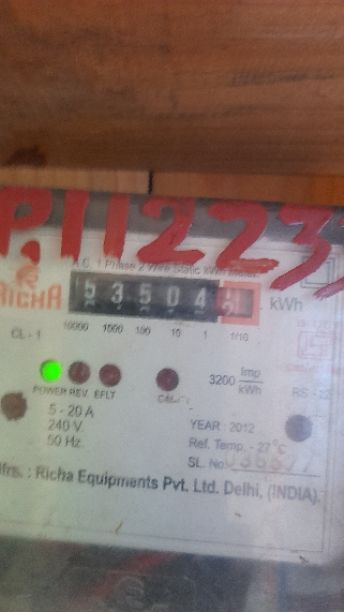 P.112233
A.C. 1 Phase 2 Wire Static kWh Meter
RICHA
53504
kWh
CL - 1
10000 1000 100 10 1 1/10
3200 Imp/kWh
POWER REV. EFLT CAL.
5 - 20 A
240 V.
50 Hz.
YEAR : 2012
Ref. Temp. - 27°C
SL. No.
Mfrs. : Richa Equipments Pvt. Ltd. Delhi, (INDIA).